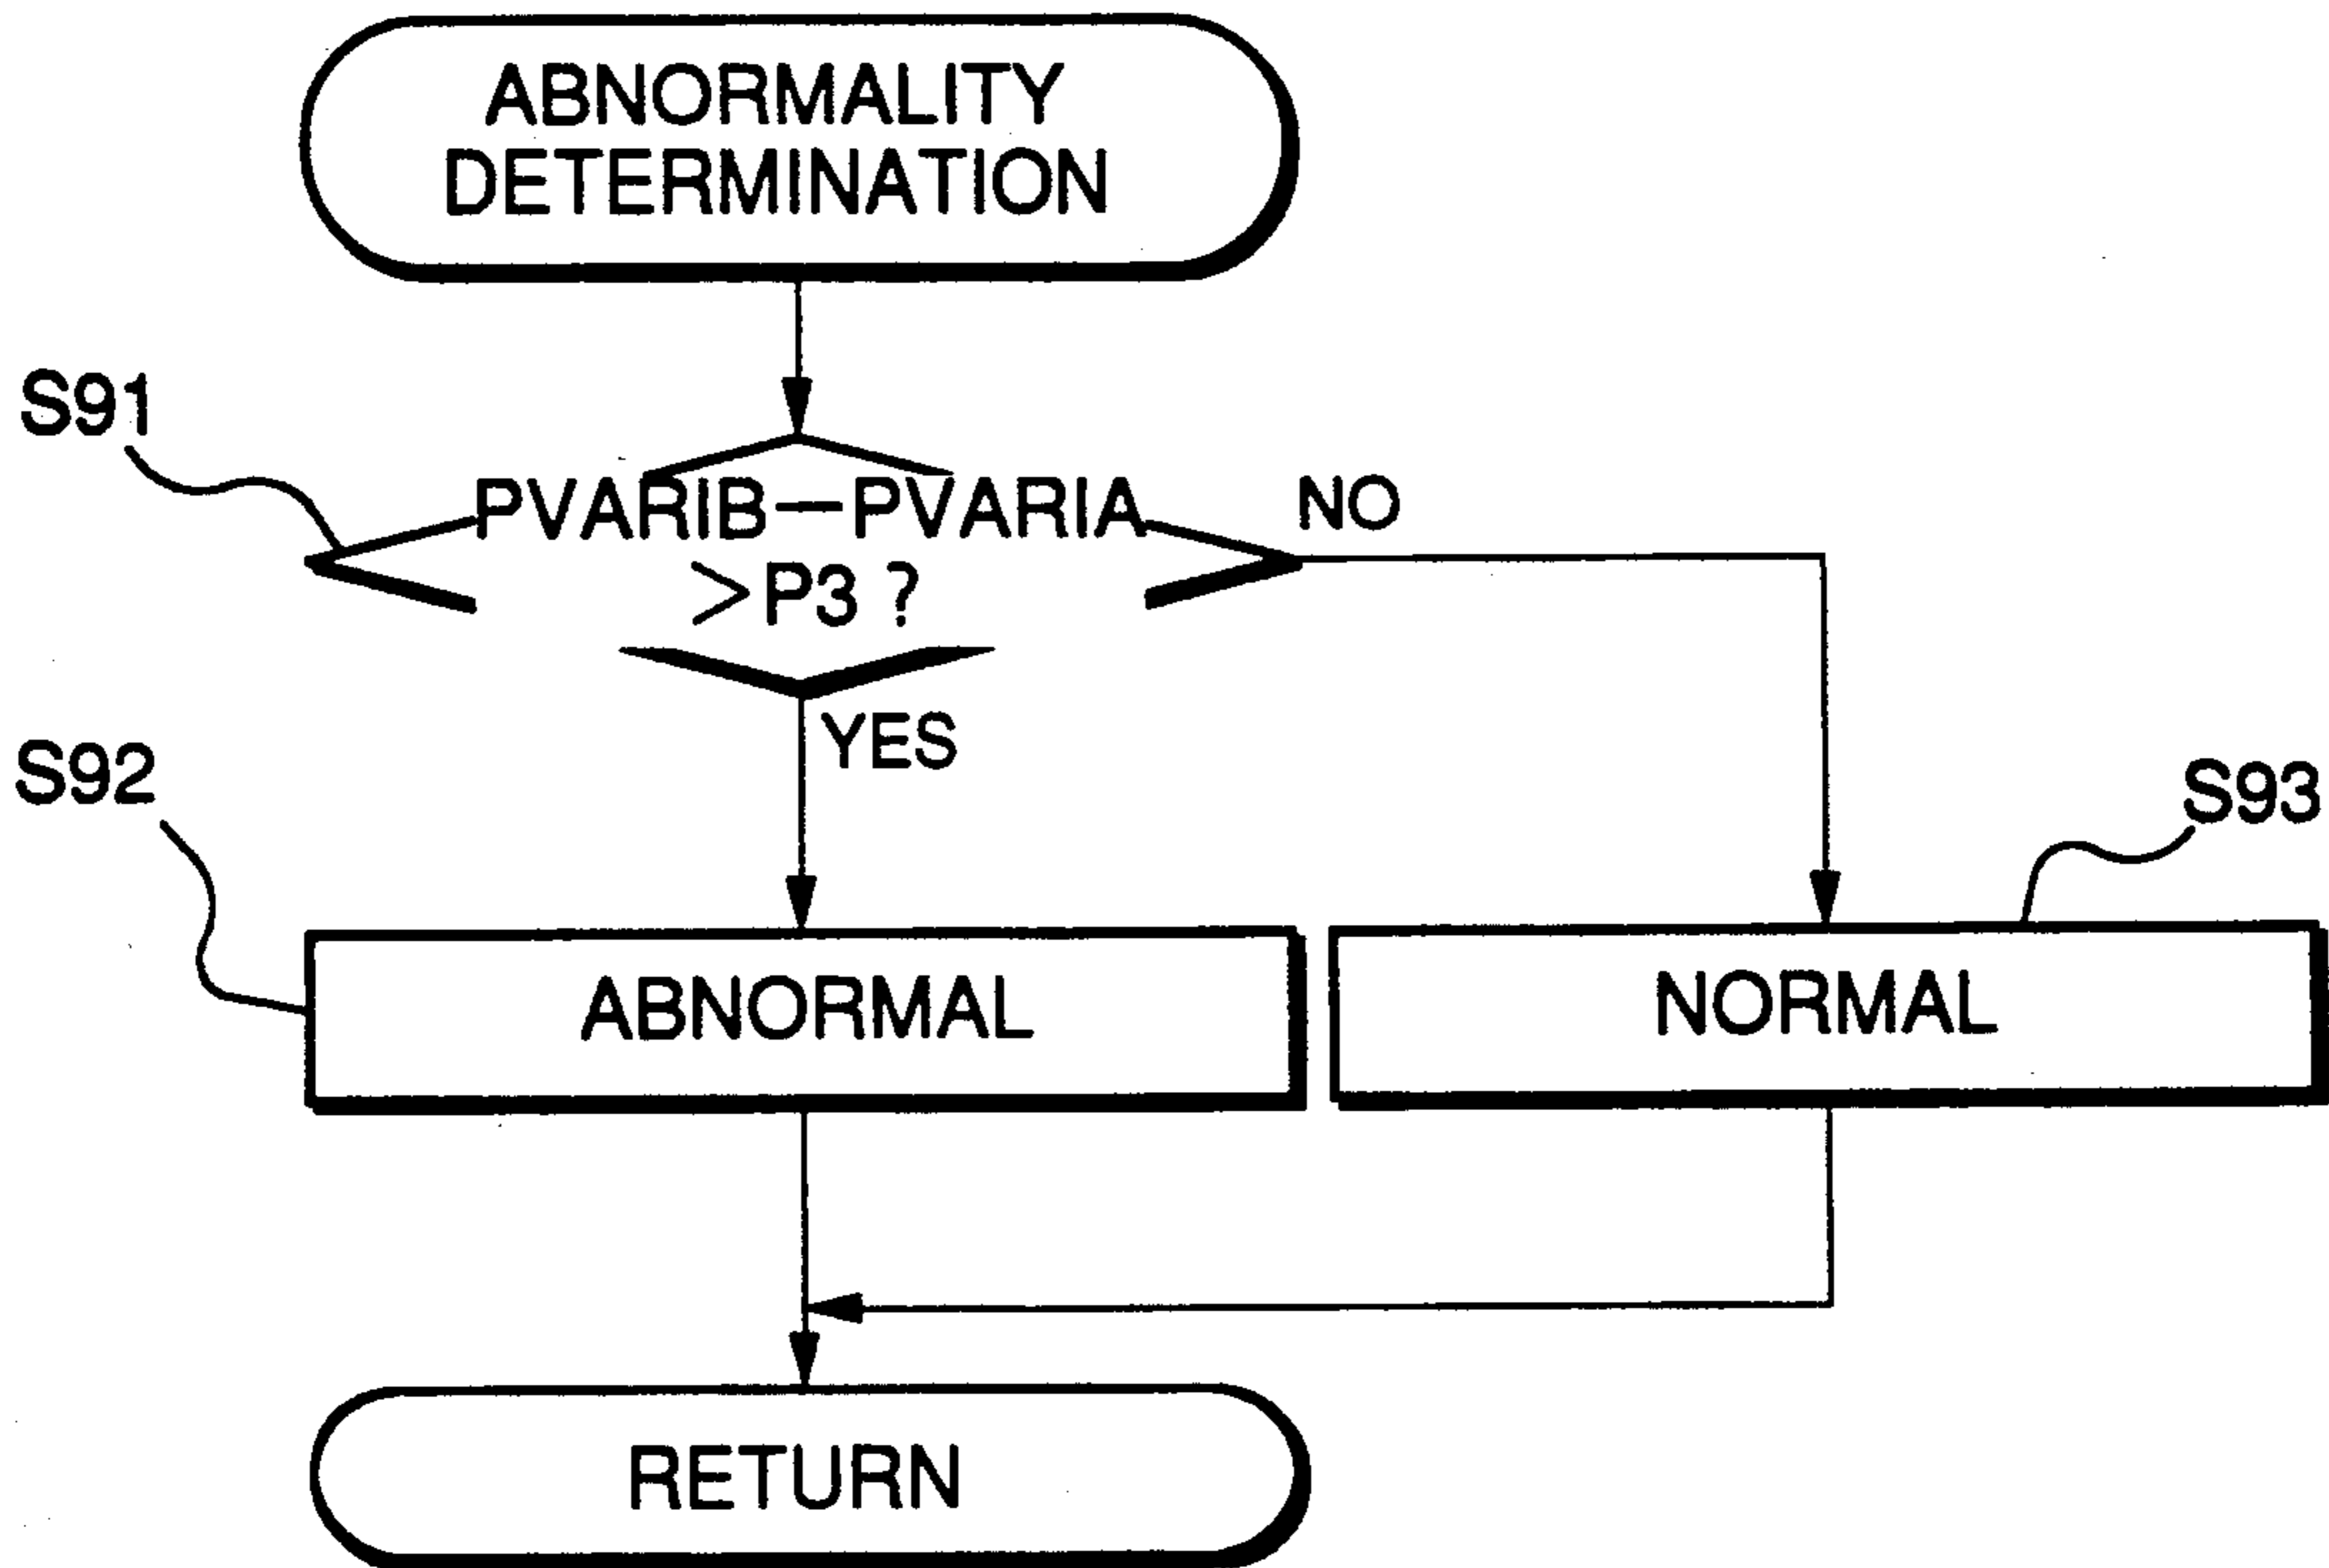 ABNORMALITY
DETERMINATION
S91
PVARIB—PVARIA
>P3 ?
NO
YES
S92
S93
ABNORMAL
NORMAL
RETURN